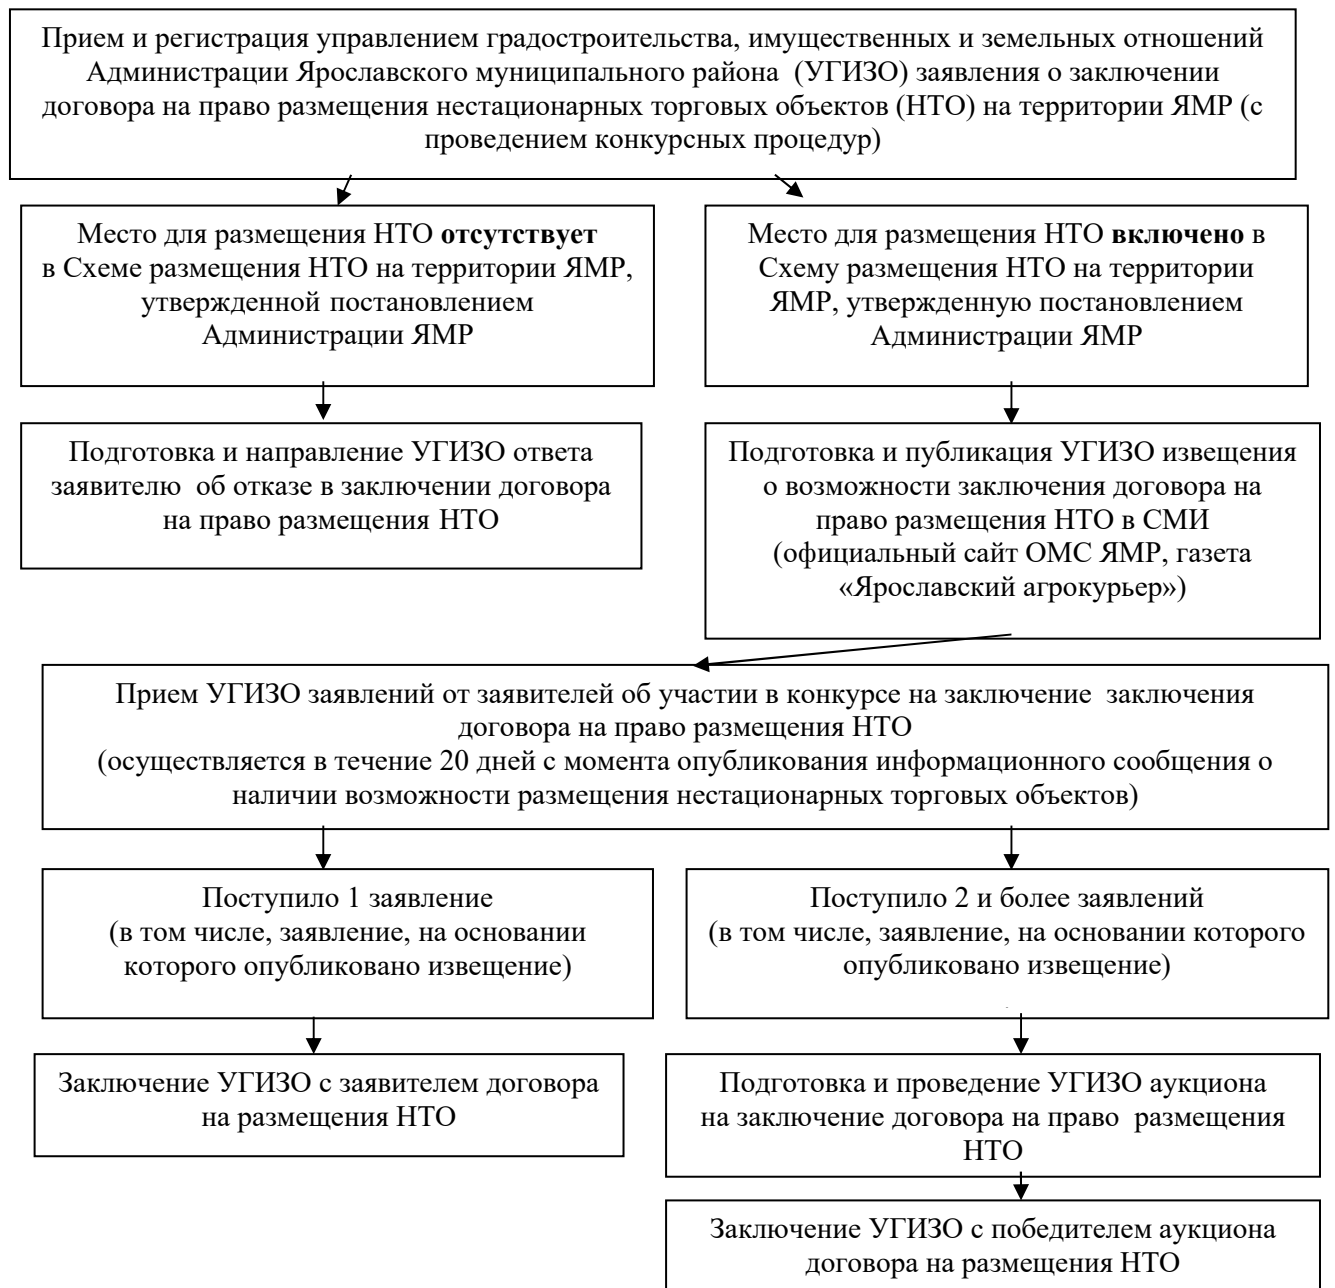 Прием и регистрация управлением градостроительства, имущественных и земельных отношений
Администрации Ярославского муниципального района (УГИЗО) заявления о заключении
договора на право размещения нестационарных торговых объектов (НТО) на территории ЯМР (с
проведением конкурсных процедур)
Место для размещения НТО отсутствует
в Схеме размещения НТО на территории ЯМР,
утвержденной постановлением
Администрации ЯМР
Место для размещения НТО включено в
Схему размещения НТО на территории
ЯМР, утвержденную постановлением
Администрации ЯМР
Подготовка и направление УГИЗО ответа
заявителю об отказе в заключении договора
на право размещения НТО
Подготовка и публикация УГИЗО извещения
о возможности заключения договора на
право размещения НТО в СМИ
(официальный сайт ОМС ЯМР, газета
«Ярославский агрокурьер»)
Прием УГИЗО заявлений от заявителей об участии в конкурсе на заключение заключения
договора на право размещения НТО
(осуществляется в течение 20 дней с момента опубликования информационного сообщения о
наличии возможности размещения нестационарных торговых объектов)
Поступило 1 заявление
(в том числе, заявление, на основании
которого опубликовано извещение)
Поступило 2 и более заявлений
(в том числе, заявление, на основании которого
опубликовано извещение)
Заключение УГИЗО с заявителем договора
на размещения НТО
Подготовка и проведение УГИЗО аукциона
на заключение договора на право размещения
НТО
Заключение УГИЗО с победителем аукциона
договора на размещения НТО